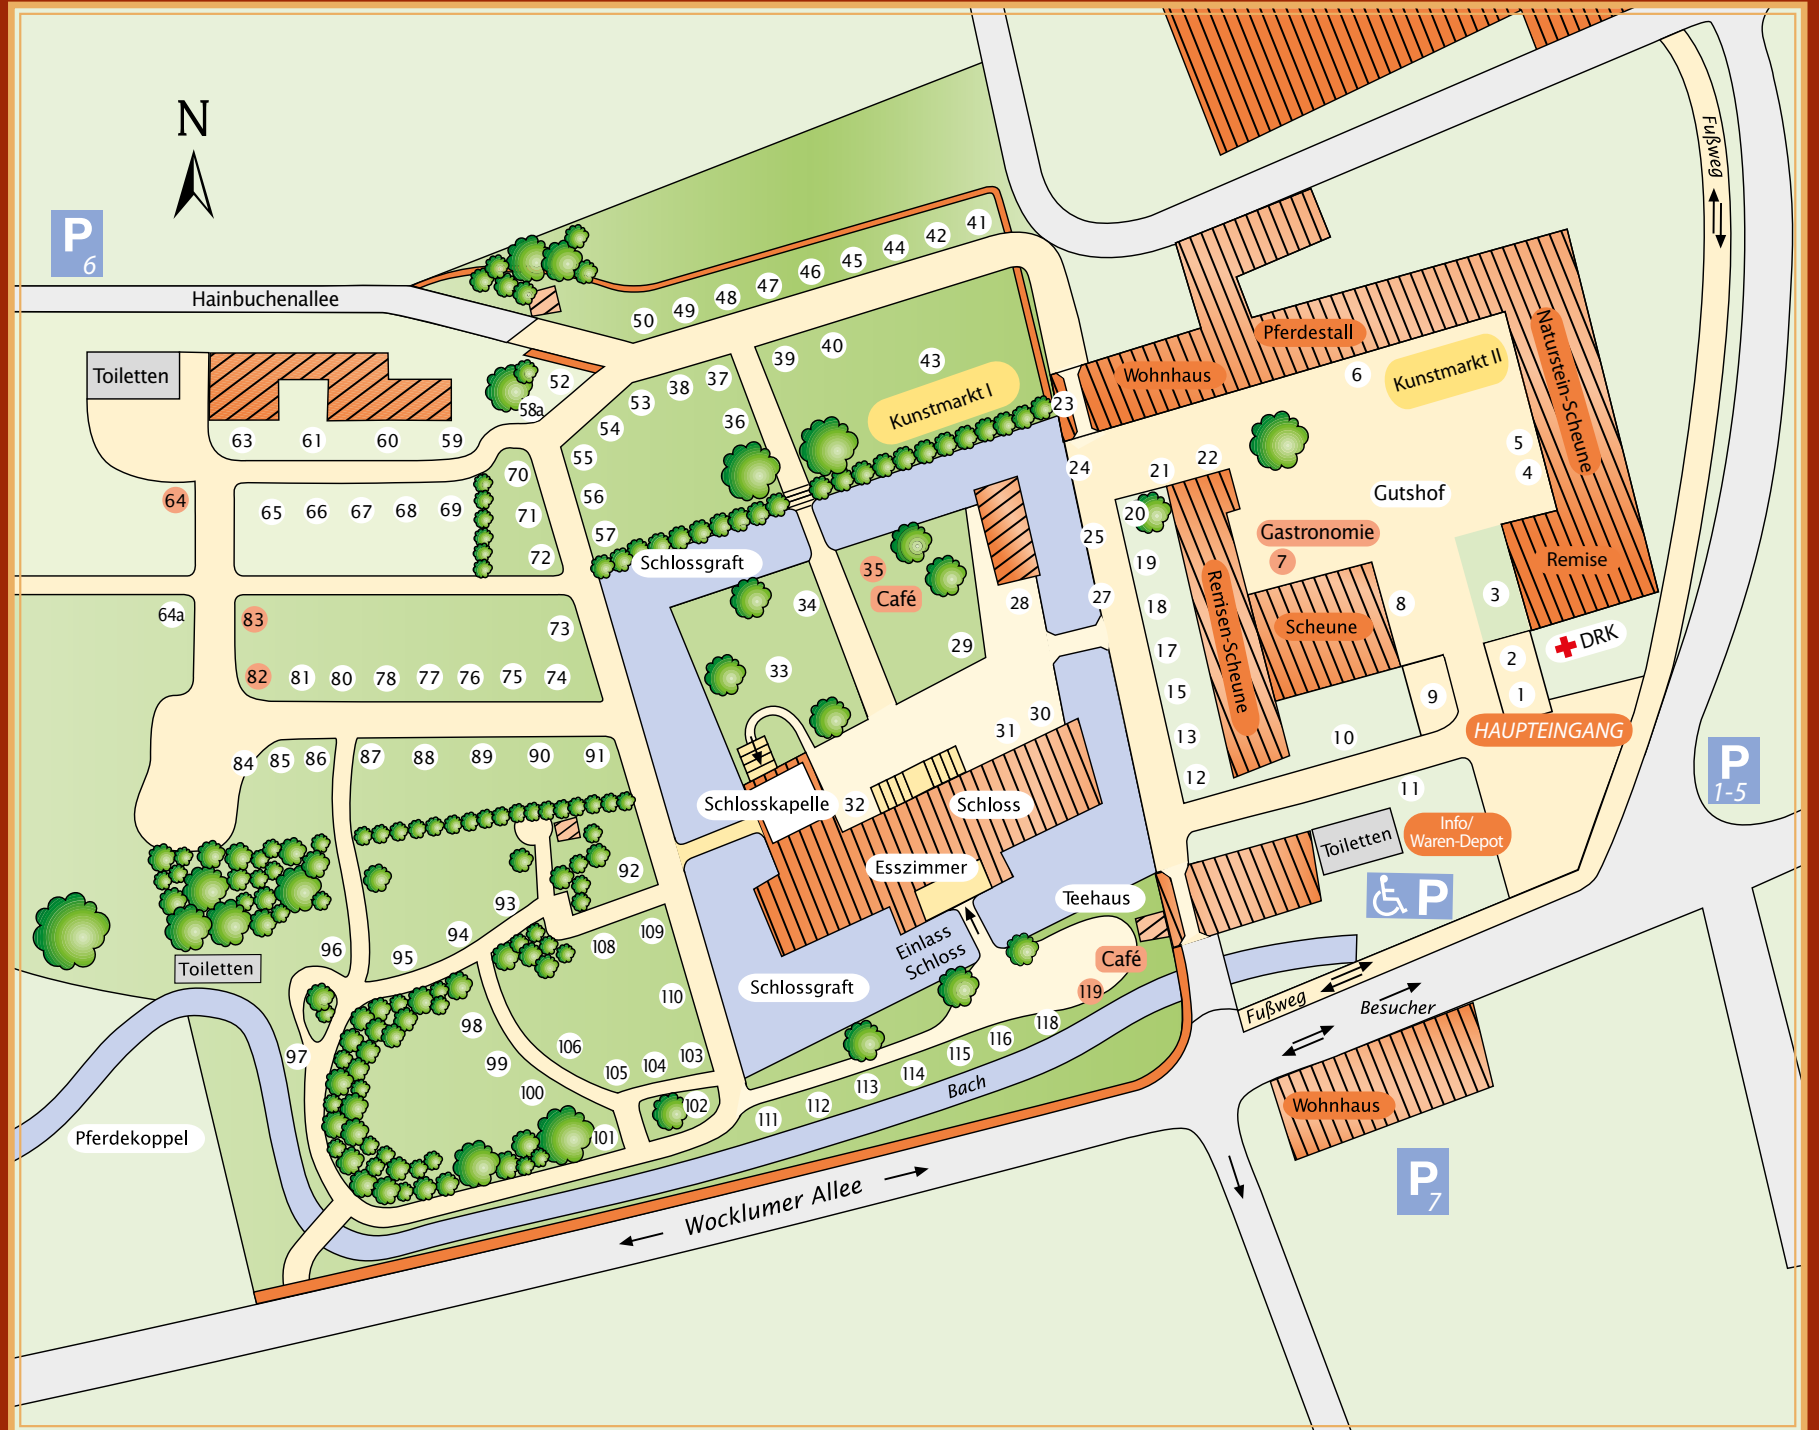 N
P
6
Hainbuchenallee
Toiletten
41
42
44
45
46
47
48
49
50
52
58a
63
61
60
59
39
40
43
Kunstmarkt I
37
38
53
54
36
55
56
57
64
65
66
67
68
69
70
71
72
Fußweg
Pferdestall
Wohnhaus
6
Kunstmarkt II
Naturstein-Scheune
5
4
Gutshof
23
24
21
22
20
25
19
18
17
15
13
12
27
Gastronomie
7
Remisen-Scheune
Scheune
8
3
Remise
DRK
2
1
9
10
HAUPTEINGANG
11
P
1-5
Schlossgraft
35
Café
34
33
28
29
30
31
32
Schlosskapelle
Schloss
Esszimmer
Teehaus
Einlass
Schloss
Schlossgraft
Café
119
118
116
115
114
113
112
111
Bach
64a
83
73
82
81
80
78
77
76
75
74
84
85
86
87
88
89
90
91
92
93
94
95
96
Toiletten
97
98
99
100
101
102
103
104
105
106
108
109
110
Toiletten
Info/
Waren-Depot
P
Fußweg
Besucher
Wohnhaus
P
7
Pferdekoppel
Wocklumer Allee